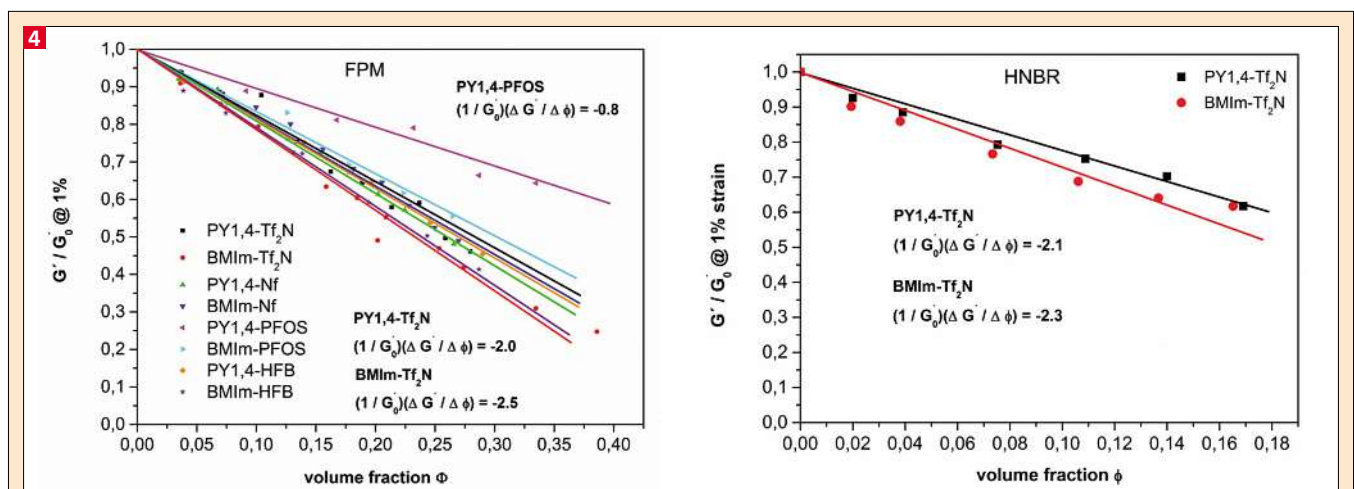 4
FPM
PY1,4-PFOS
(1 / G'₀)(Δ G' / Δ ϕ) = -0.8
G' / G'₀ @ 1%
1,0
0,9
0,8
0,7
0,6
0,5
0,4
0,3
0,2
0,1
0,0
PY1,4-Tf₂N
BMIm-Tf₂N
PY1,4-Nf
BMIm-Nf
PY1,4-PFOS
BMIm-PFOS
PY1,4-HFB
BMIm-HFB
PY1,4-Tf₂N
(1 / G'₀)(Δ G' / Δ ϕ) = -2.0
BMIm-Tf₂N
(1 / G'₀)(Δ G' / Δ ϕ) = -2.5
0,00 0,05 0,10 0,15 0,20 0,25 0,30 0,35 0,40
volume fraction Φ
HNBR
PY1,4-Tf₂N
BMIm-Tf₂N
G' / G'₀ @ 1% strain
1,0
0,9
0,8
0,7
0,6
0,5
0,4
0,3
0,2
0,1
0,0
PY1,4-Tf₂N
(1 / G'₀)(Δ G' / Δ ϕ) = -2.1
BMIm-Tf₂N
(1 / G'₀)(Δ G' / Δ ϕ) = -2.3
0,00 0,02 0,04 0,06 0,08 0,10 0,12 0,14 0,16 0,18
volume fraction ϕ